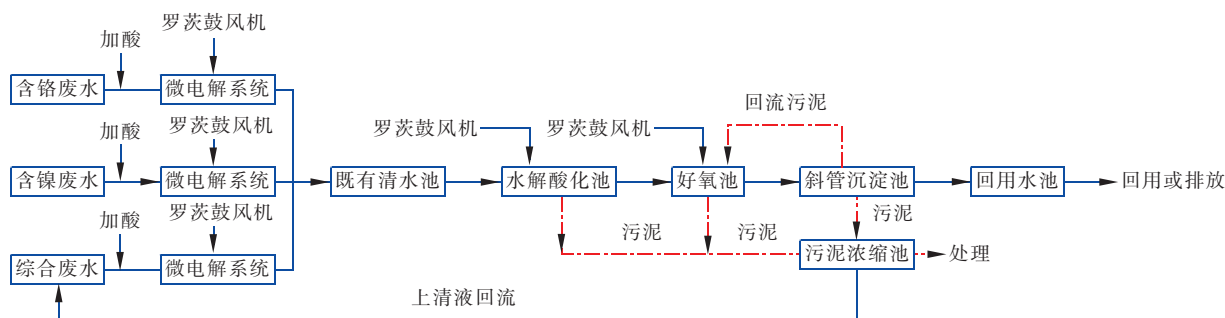 罗茨鼓风机
加酸
含铬废水
微电解系统
回流污泥
加酸
罗茨鼓风机
罗茨鼓风机
罗茨鼓风机
含镍废水
微电解系统
既有清水池
水解酸化池
好氧池
斜管沉淀池
回用水池
回用或排放
加酸
罗茨鼓风机
污泥
污泥
污泥
综合废水
微电解系统
污泥浓缩池
处理
上清液回流